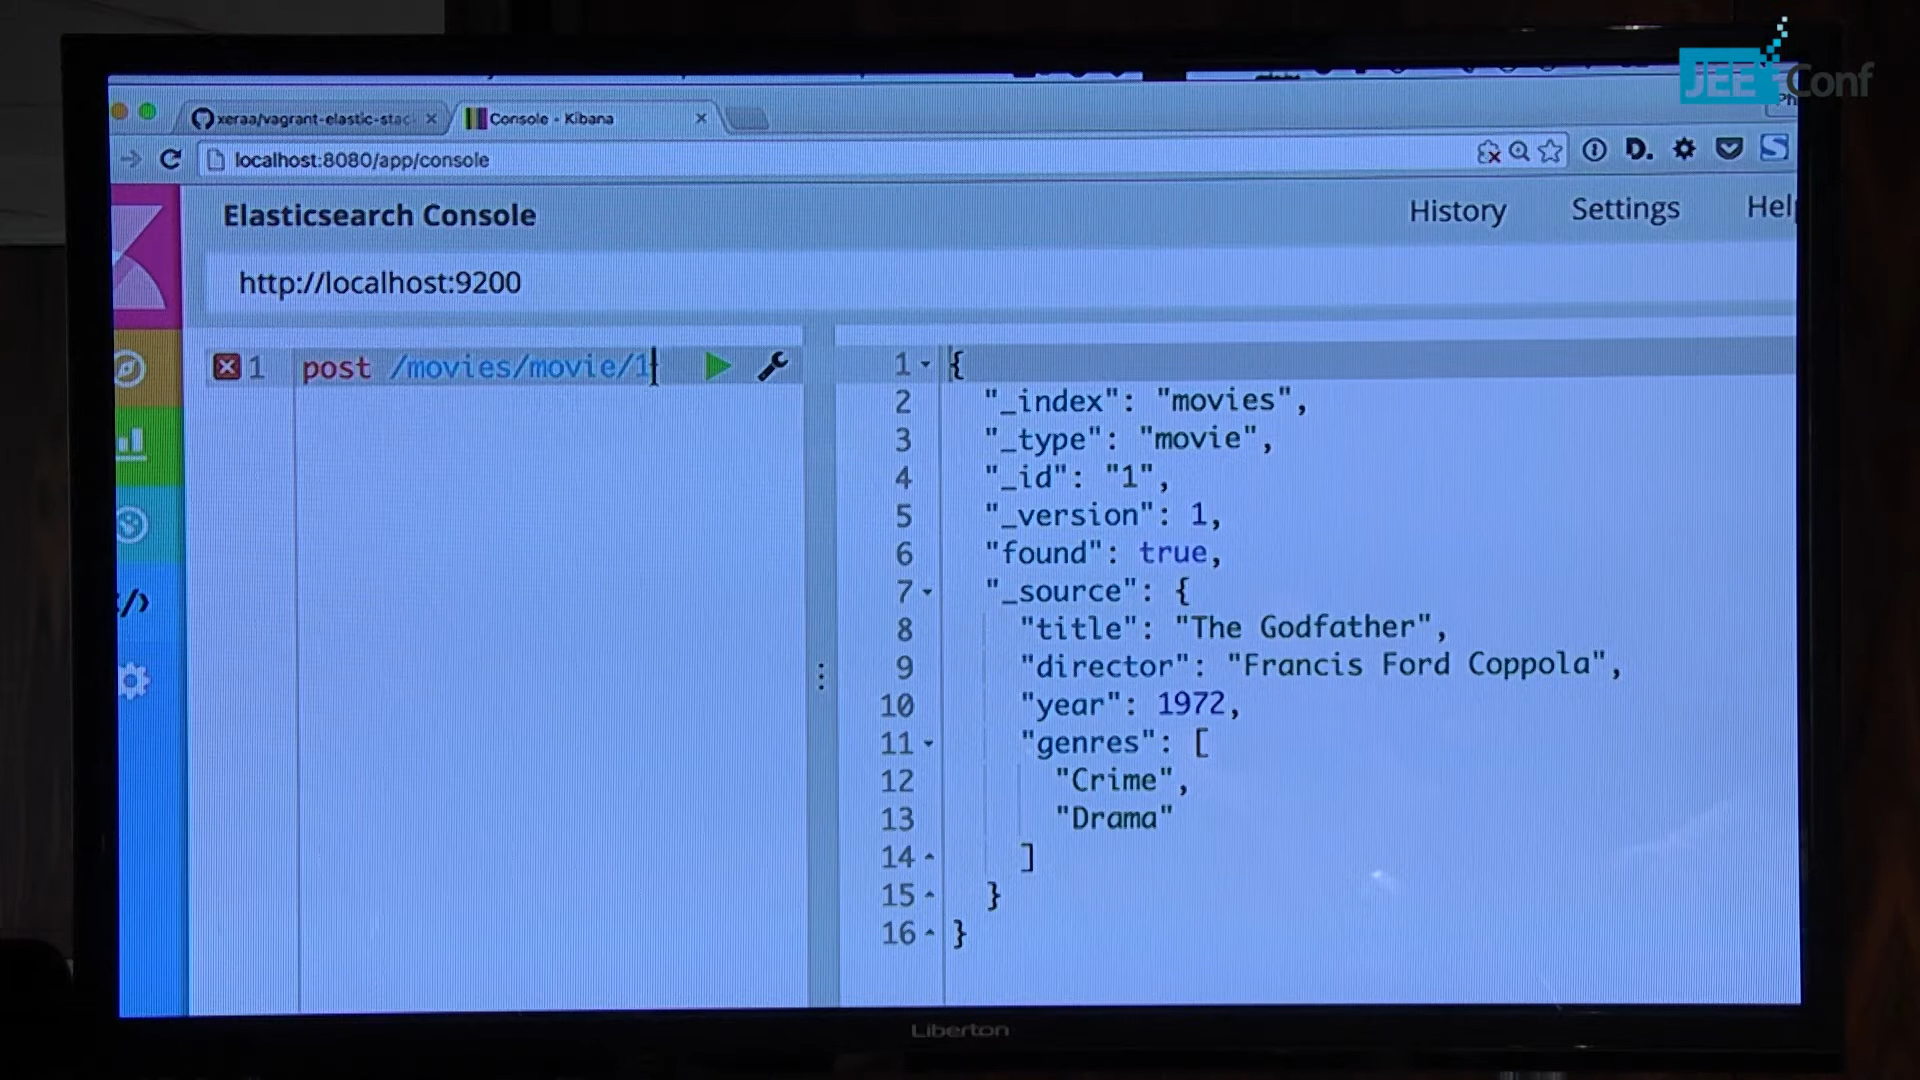 JEEConf
xeraa/vagrant-elastic-stac
Console - Kibana
localhost:8080/app/console
D.
S
Elasticsearch Console
History
Settings
Help
http://localhost:9200
1 post /movies/movie/1
1 {
2 "_index": "movies",
3 "_type": "movie",
4 "_id": "1",
5 "_version": 1,
6 "found": true,
7 "_source": {
8 "title": "The Godfather",
9 "director": "Francis Ford Coppola",
10 "year": 1972,
11 "genres": [
12 "Crime",
13 "Drama"
14 ]
15 }
16 }
Liberton